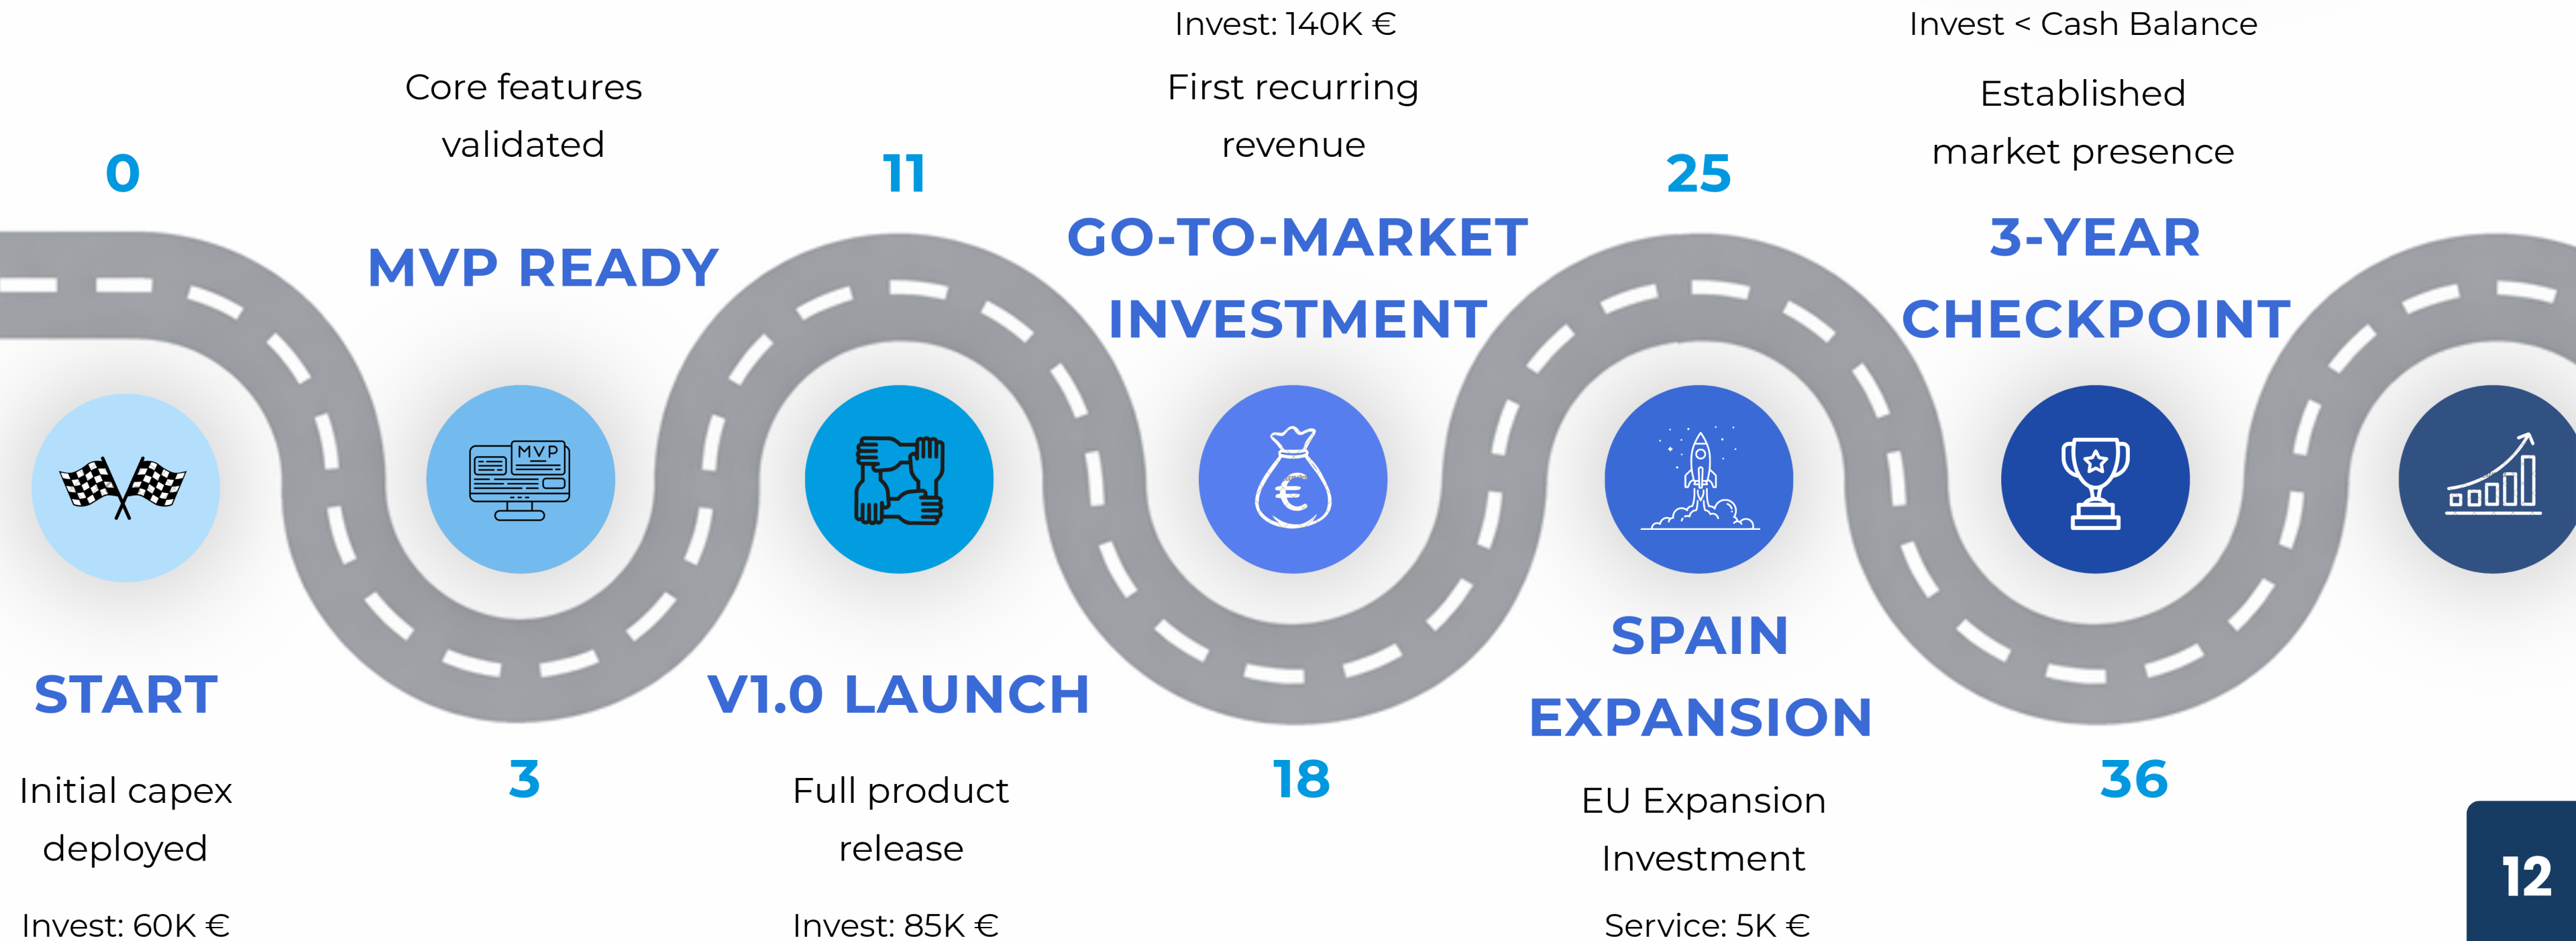 0
START
Initial capex
deployed
Invest: 60K €
Core features
validated
MVP READY
MVP
3
11
V1.0 LAUNCH
Full product
release
Invest: 85K €
Invest: 140K €
First recurring
revenue
GO-TO-MARKET
INVESTMENT
€
18
25
SPAIN
EXPANSION
EU Expansion
Investment
Service: 5K €
Invest < Cash Balance
Established
market presence
3-YEAR
CHECKPOINT
36
12